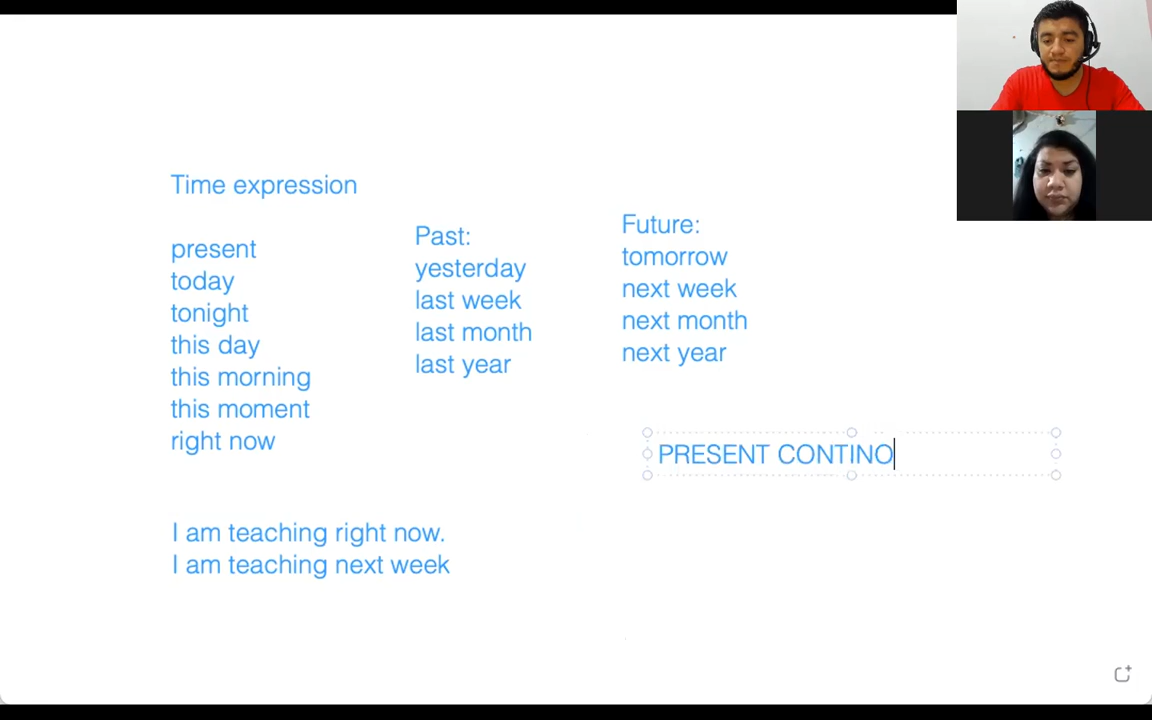 Time expression
present
today
tonight
this day
this morning
this moment
right now
Past:
yesterday
last week
last month
last year
Future:
tomorrow
next week
next month
next year
PRESENT CONTINO
I am teaching right now.
I am teaching next week